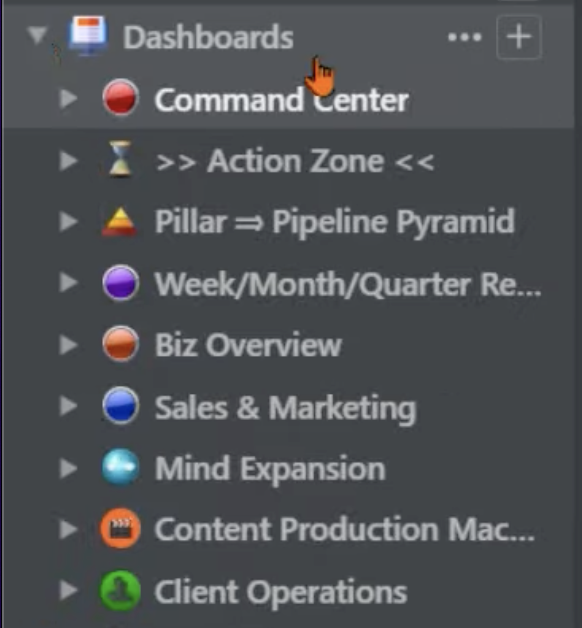 Dashboards
Command Center
>> Action Zone <<
Pillar ⇒ Pipeline Pyramid
Week/Month/Quarter Re...
Biz Overview
Sales & Marketing
Mind Expansion
Content Production Mac...
Client Operations